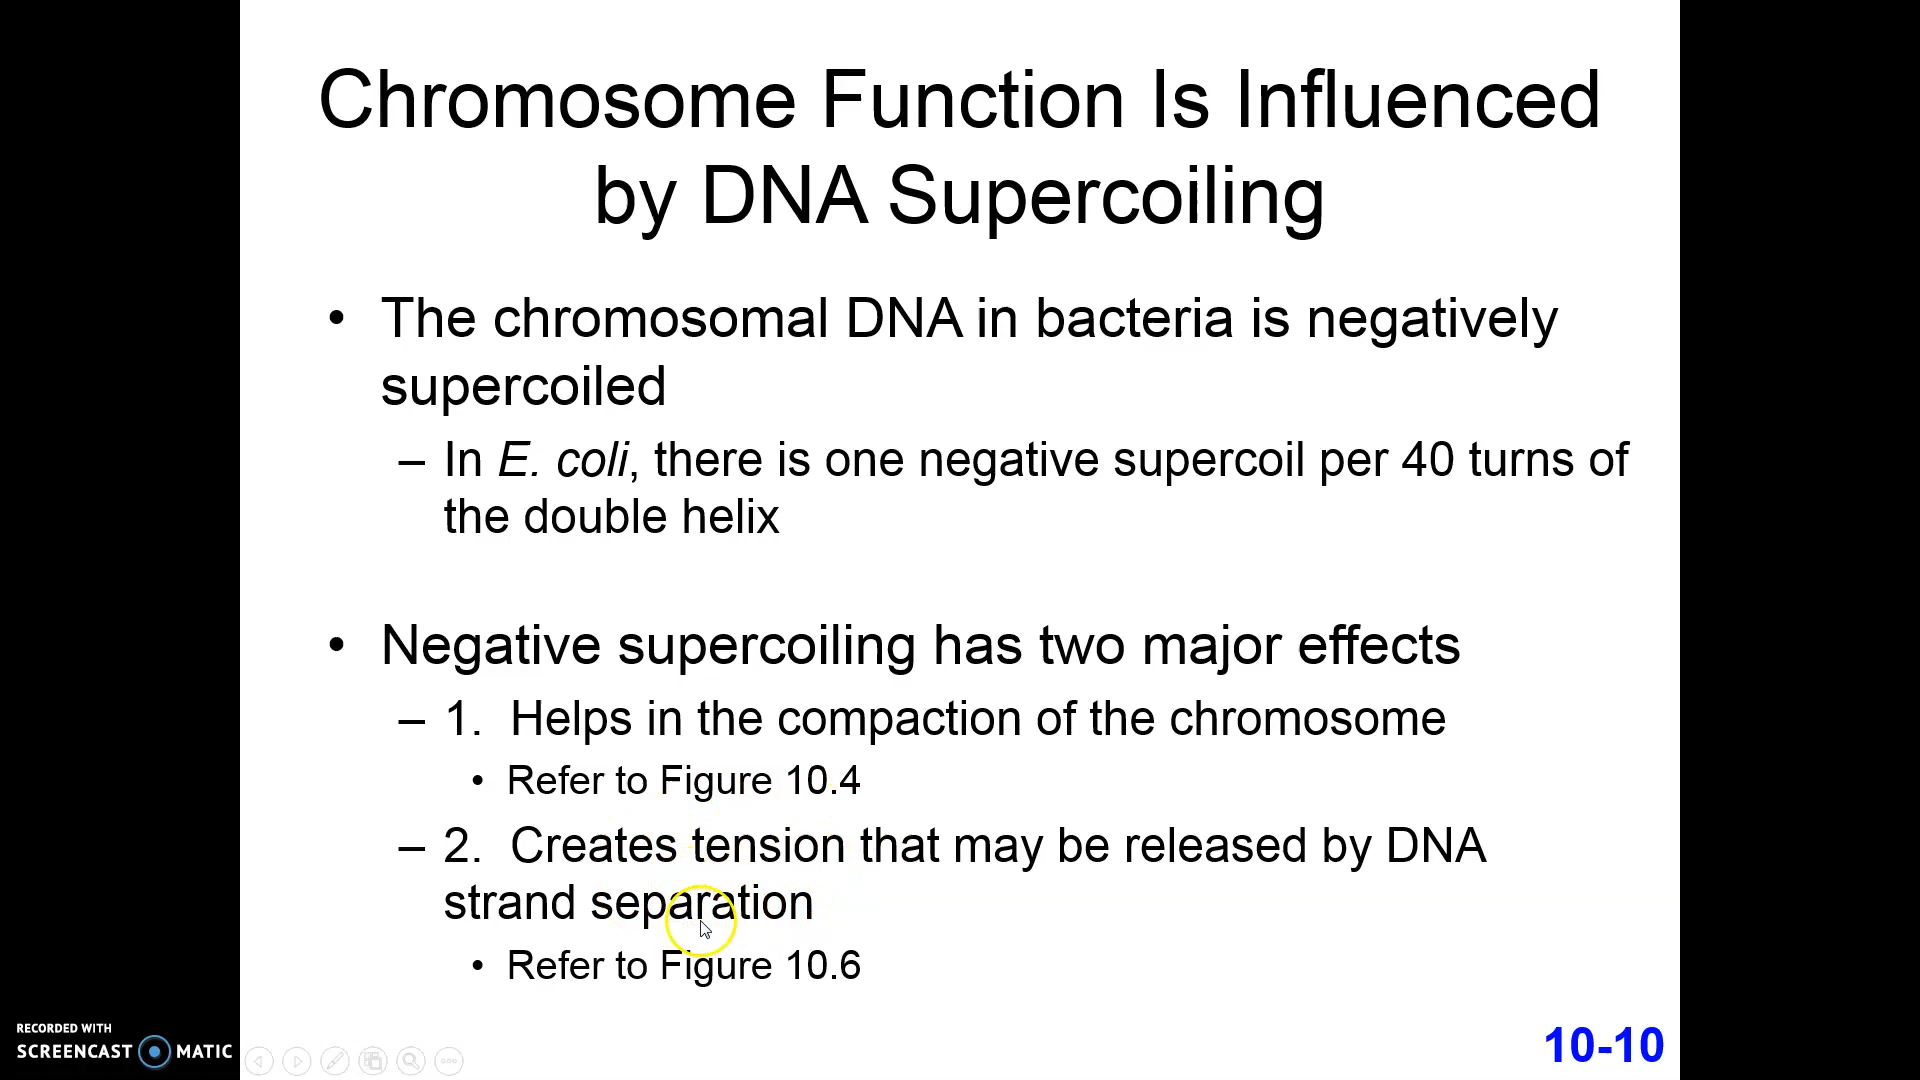 Chromosome Function Is Influenced
by DNA Supercoiling
• The chromosomal DNA in bacteria is negatively
supercoiled
– In E. coli, there is one negative supercoil per 40 turns of
the double helix
• Negative supercoiling has two major effects
– 1. Helps in the compaction of the chromosome
• Refer to Figure 10.4
– 2. Creates tension that may be released by DNA
strand separation
• Refer to Figure 10.6
10-10
RECORDED WITH
SCREENCAST MATIC